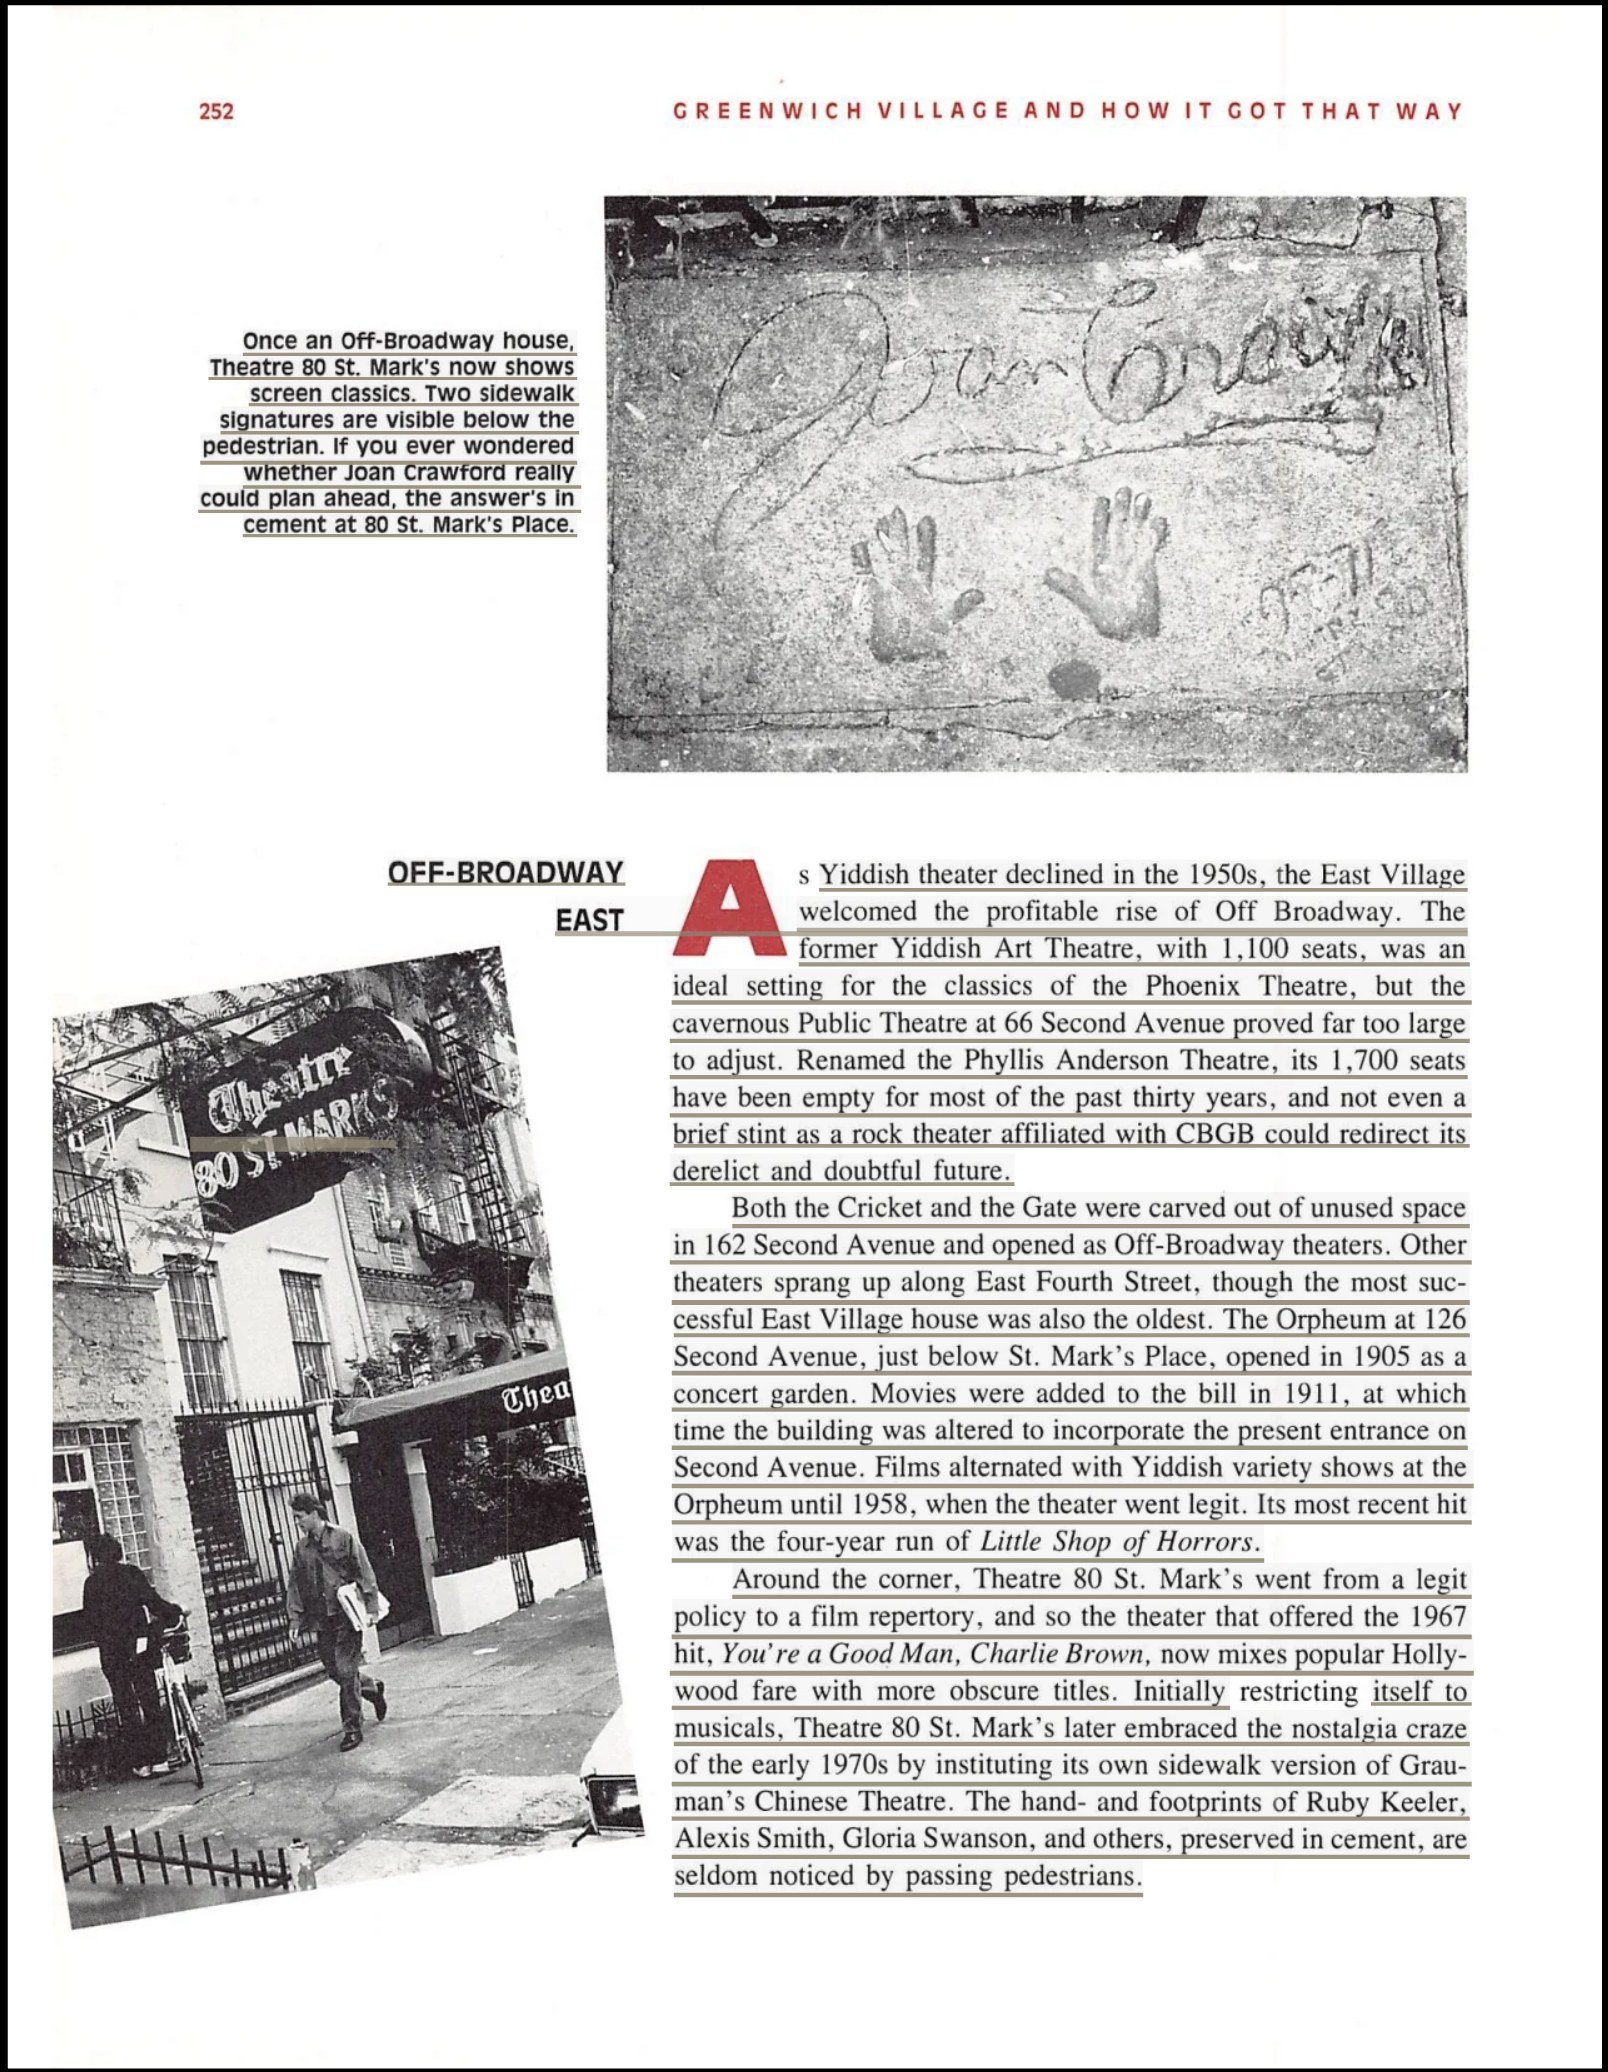 252
GREENWICH VILLAGE AND HOW IT GOT THAT WAY
Joan Crawford
Once an Off-Broadway house,
Theatre 80 St. Mark's now shows
screen classics. Two sidewalk
signatures are visible below the
pedestrian. If you ever wondered
whether Joan Crawford really
could plan ahead, the answer's in
cement at 80 St. Mark's Place.
OFF-BROADWAY
EAST
As Yiddish theater declined in the 1950s, the East Village
welcomed the profitable rise of Off Broadway. The
former Yiddish Art Theatre, with 1,100 seats, was an
ideal setting for the classics of the Phoenix Theatre, but the
cavernous Public Theatre at 66 Second Avenue proved far too large
to adjust. Renamed the Phyllis Anderson Theatre, its 1,700 seats
have been empty for most of the past thirty years, and not even a
brief stint as a rock theater affiliated with CBGB could redirect its
derelict and doubtful future.
Both the Cricket and the Gate were carved out of unused space
in 162 Second Avenue and opened as Off-Broadway theaters. Other
theaters sprang up along East Fourth Street, though the most suc-
cessful East Village house was also the oldest. The Orpheum at 126
Second Avenue, just below St. Mark's Place, opened in 1905 as a
concert garden. Movies were added to the bill in 1911, at which
time the building was altered to incorporate the present entrance on
Second Avenue. Films alternated with Yiddish variety shows at the
Orpheum until 1958, when the theater went legit. Its most recent hit
was the four-year run of Little Shop of Horrors.
Around the corner, Theatre 80 St. Mark's went from a legit
policy to a film repertory, and so the theater that offered the 1967
hit, You're a Good Man, Charlie Brown, now mixes popular Holly-
wood fare with more obscure titles. Initially restricting itself to
musicals, Theatre 80 St. Mark's later embraced the nostalgia craze
of the early 1970s by instituting its own sidewalk version of Grau-
man's Chinese Theatre. The hand- and footprints of Ruby Keeler,
Alexis Smith, Gloria Swanson, and others, preserved in cement, are
seldom noticed by passing pedestrians.
Theatre
80 ST MARKS
Thea